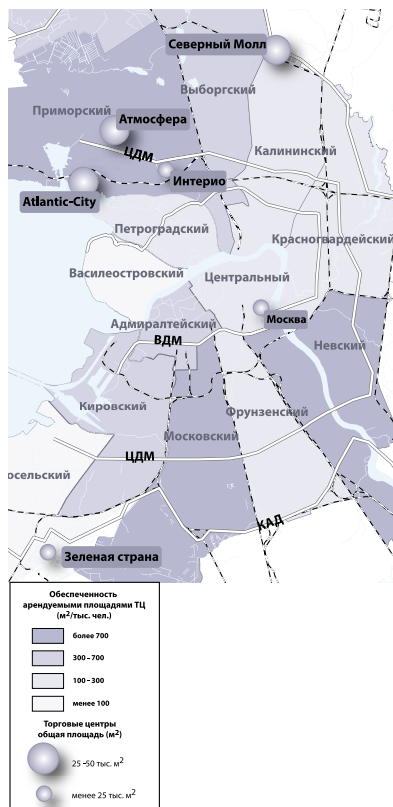 Северный Молл
Выборгский
Приморский
Атмосфера
ЦДМ
Калининский
Интерио
Atlantic-City
Петроградский
Красногвардейский
Василеостровский
Центральный
Москва
Адмиралтейский
ВДМ
Невский
Кировский
Фрунзенский
Московский
ЦДМ
осельский
КАД
Зеленая страна
Обеспеченность
арендуемыми площадями ТЦ
(м²/тыс. чел.)
более 700
300–700
100–300
менее 100
Торговые центры
общая площадь (м²)
25 -50 тыс. м²
менее 25 тыс. м²